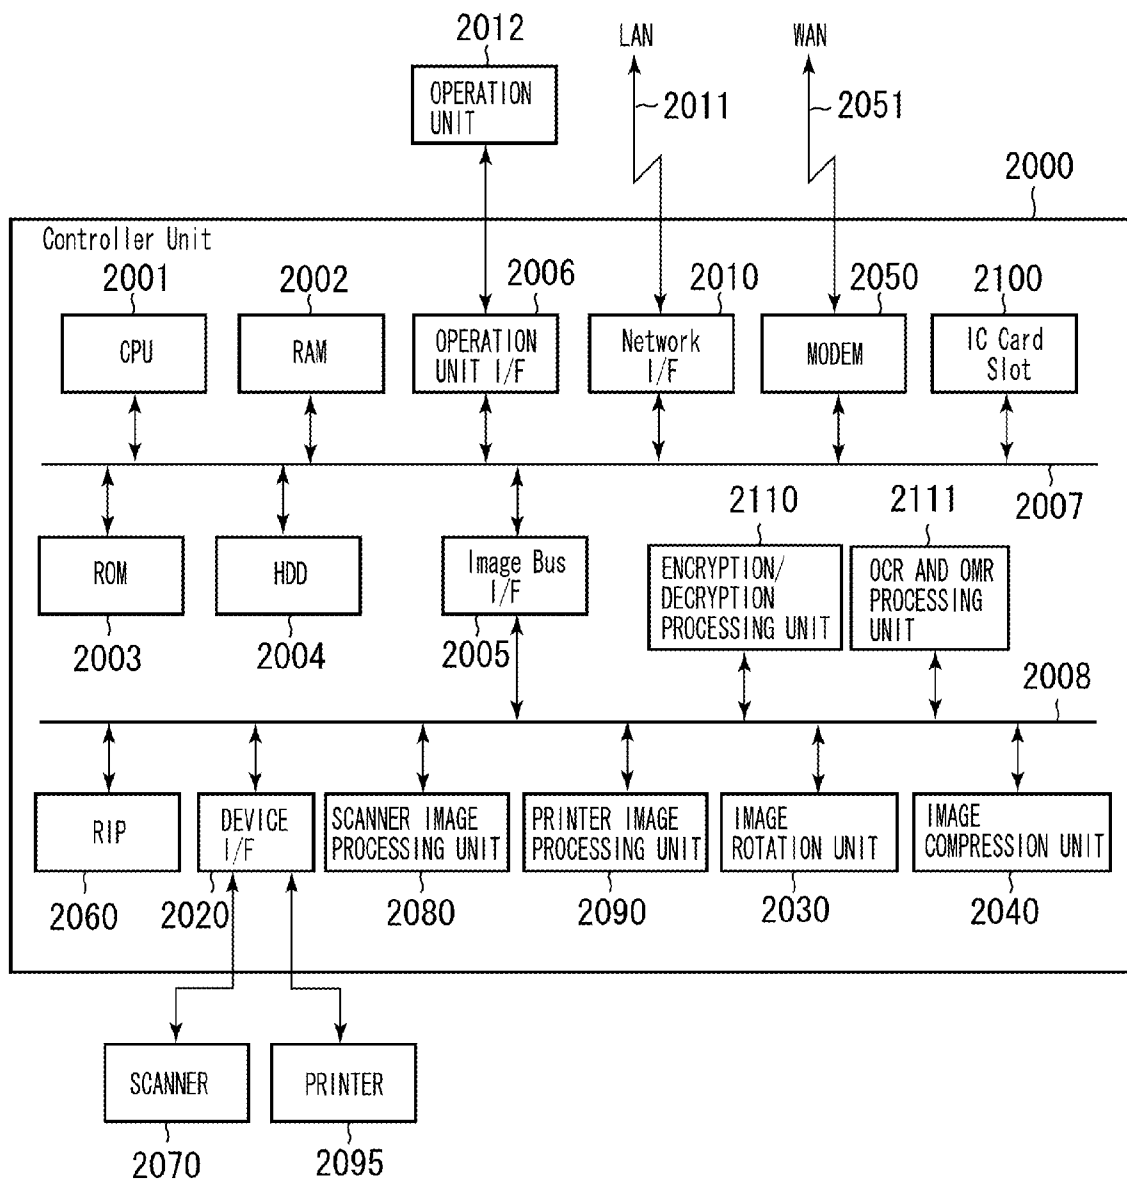 2012
LAN
WAN
OPERATION
UNIT
2011
2051
2000
Controller Unit
2001
2002
2006
2010
2050
2100
CPU
RAM
OPERATION
UNIT I/F
Network
I/F
MODEM
IC Card
Slot
2007
2110
2111
ROM
HDD
Image Bus
I/F
ENCRYPTION/
DECRYPTION
PROCESSING UNIT
OCR AND OMR
PROCESSING
UNIT
2003
2004
2005
2008
RIP
DEVICE
I/F
SCANNER IMAGE
PROCESSING UNIT
PRINTER IMAGE
PROCESSING UNIT
IMAGE
ROTATION UNIT
IMAGE
COMPRESSION UNIT
2060
2020
2080
2090
2030
2040
SCANNER
PRINTER
2070
2095